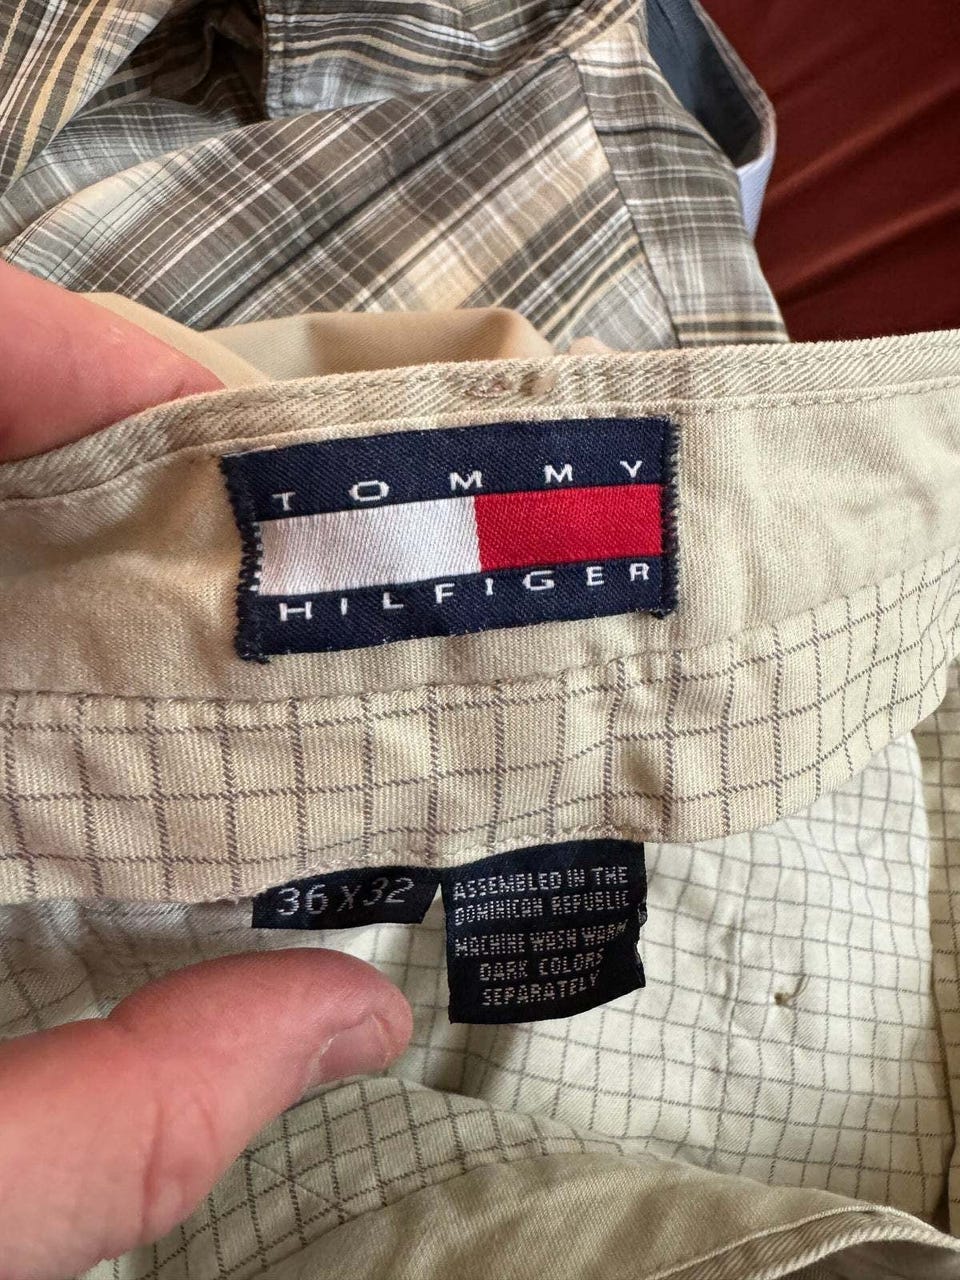 TOMMY
HILFIGER
36 X 32
ASSEMBLED IN THE
DOMINICAN REPUBLIC
MACHINE WASH WARM
DARK COLORS
SEPARATELY